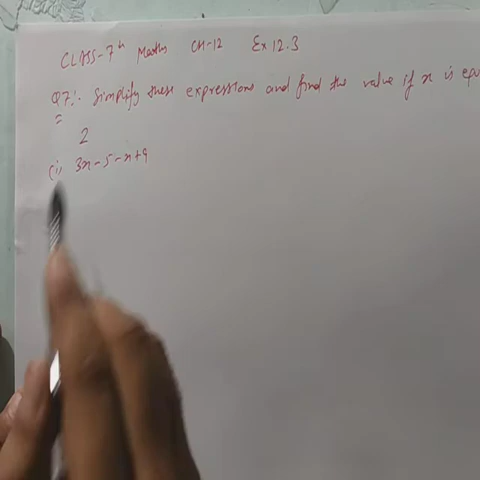 CLASS-7th Maths CH-12 Ex 12.3
Q7:- Simplify these expressions and find the value if x is equ
2
(i) 3x-5-x+9